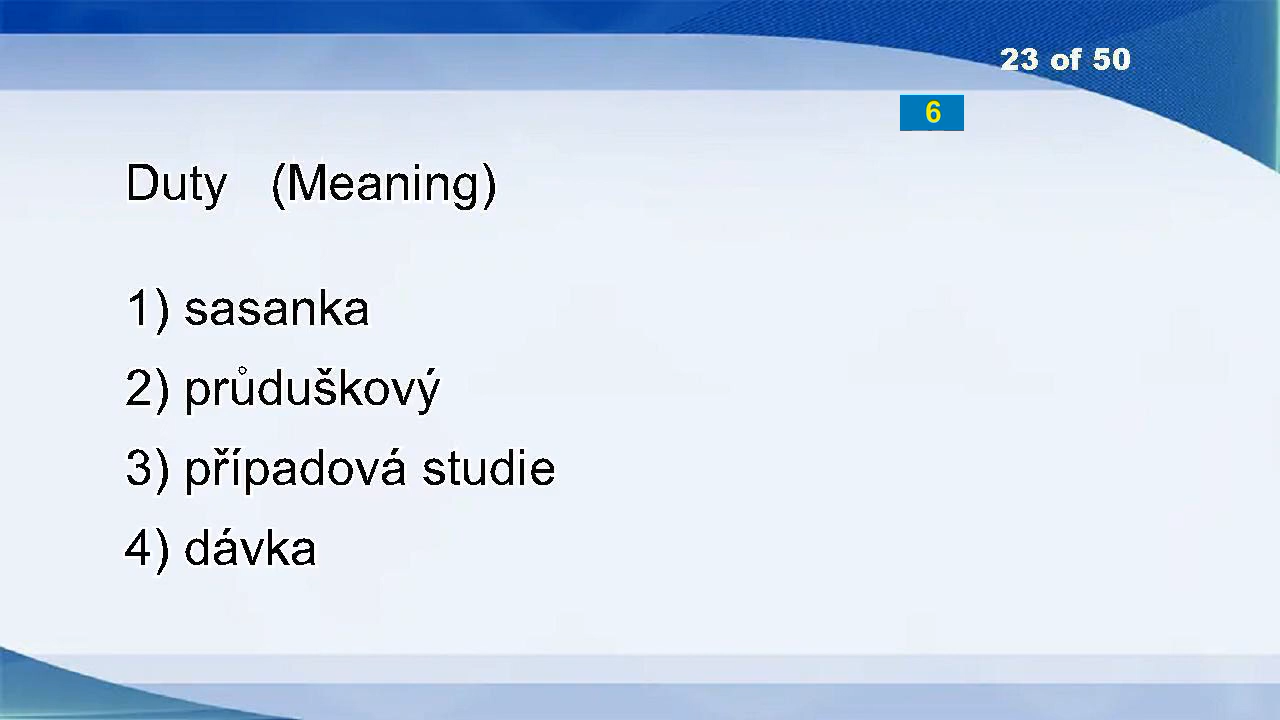 23 of 50
6
Duty (Meaning)
1) sasanka
2) průduškový
3) případová studie
4) dávka